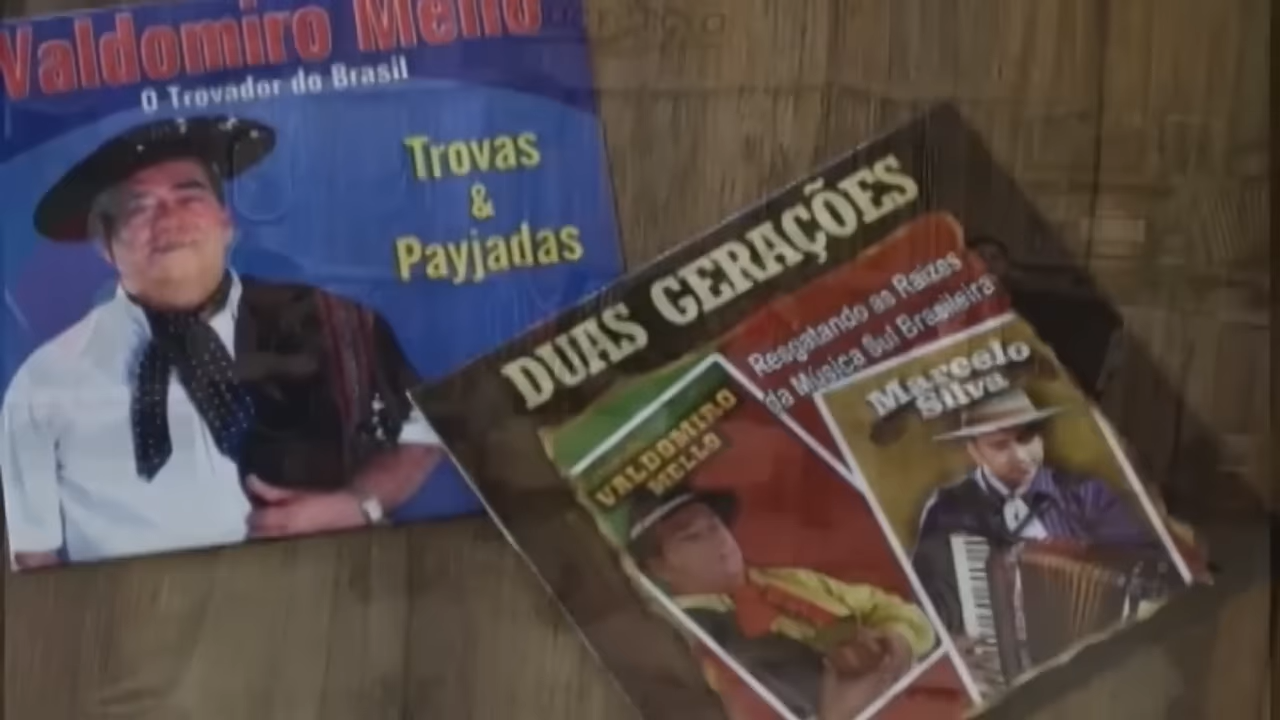 Valdomiro Mello
O Trovador do Brasil
Trovas
&
Payjadas
DUAS GERAÇÕES
Resgatando as Raízes
da Música Sul Brasileira
VALDOMIRO
MELLO
Marcelo
Silva